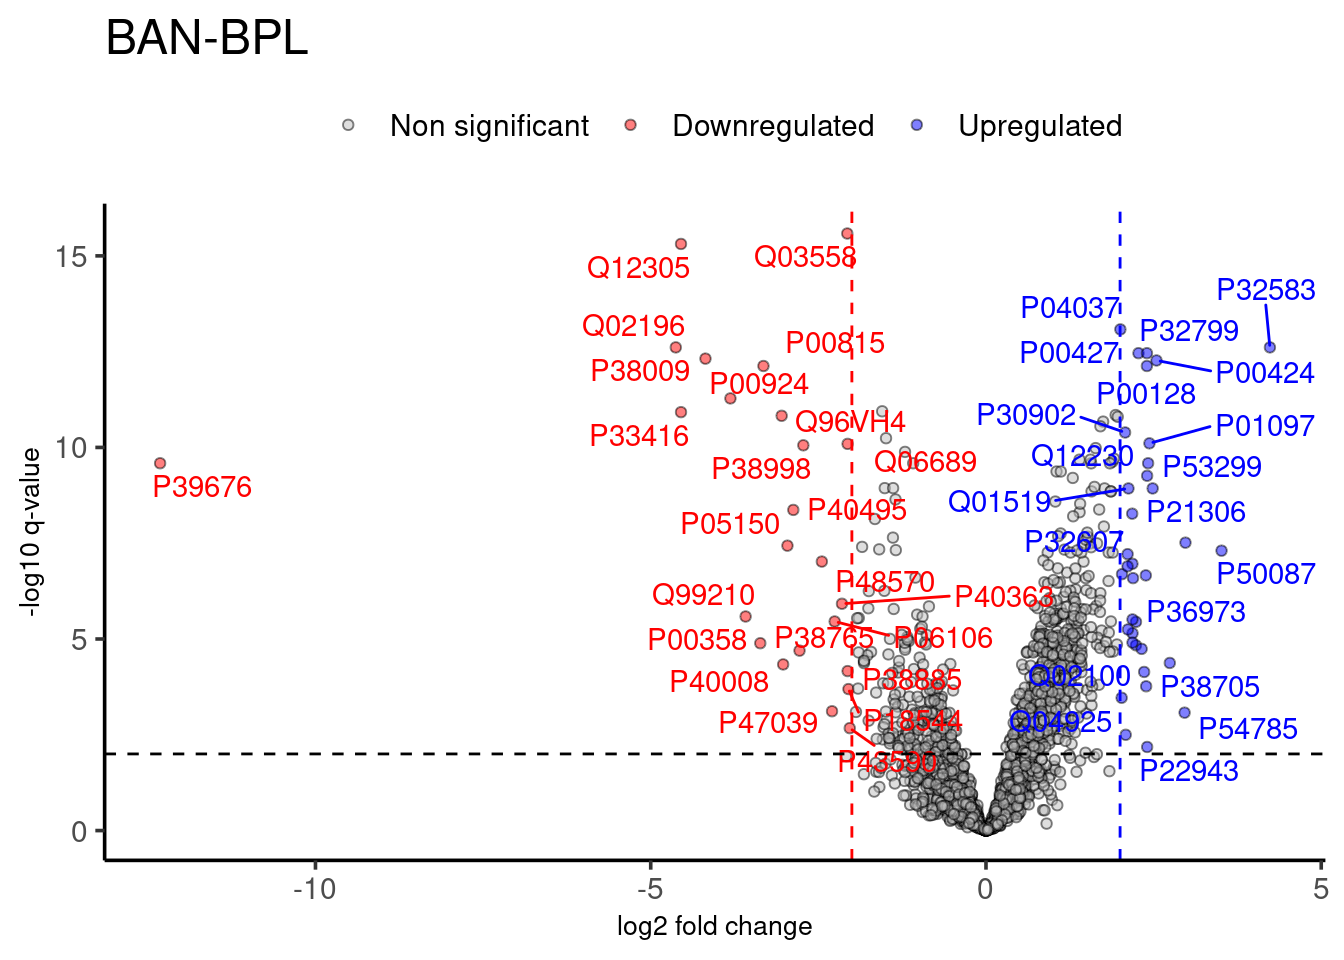 BAN-BPL
Non significant
Downregulated
Upregulated
15
10
5
0
-log10 q-value
Q12305
Q03558
P32583
P04037
P32799
Q02196
P00815
P00427
P38009
P00924
P00424
P00128
P30902
P33416
Q96VH4
P01097
Q12230
P39676
P38998
Q06689
P53299
Q01519
P05150
P40495
P21306
P32607
P50087
P48570
Q99210
P40363
P36973
P00358
P38765
P06106
P40008
P38885
Q02100
P38705
P47039
P18544
Q04925
P54785
P43590
P22943
-10
-5
0
5
log2 fold change